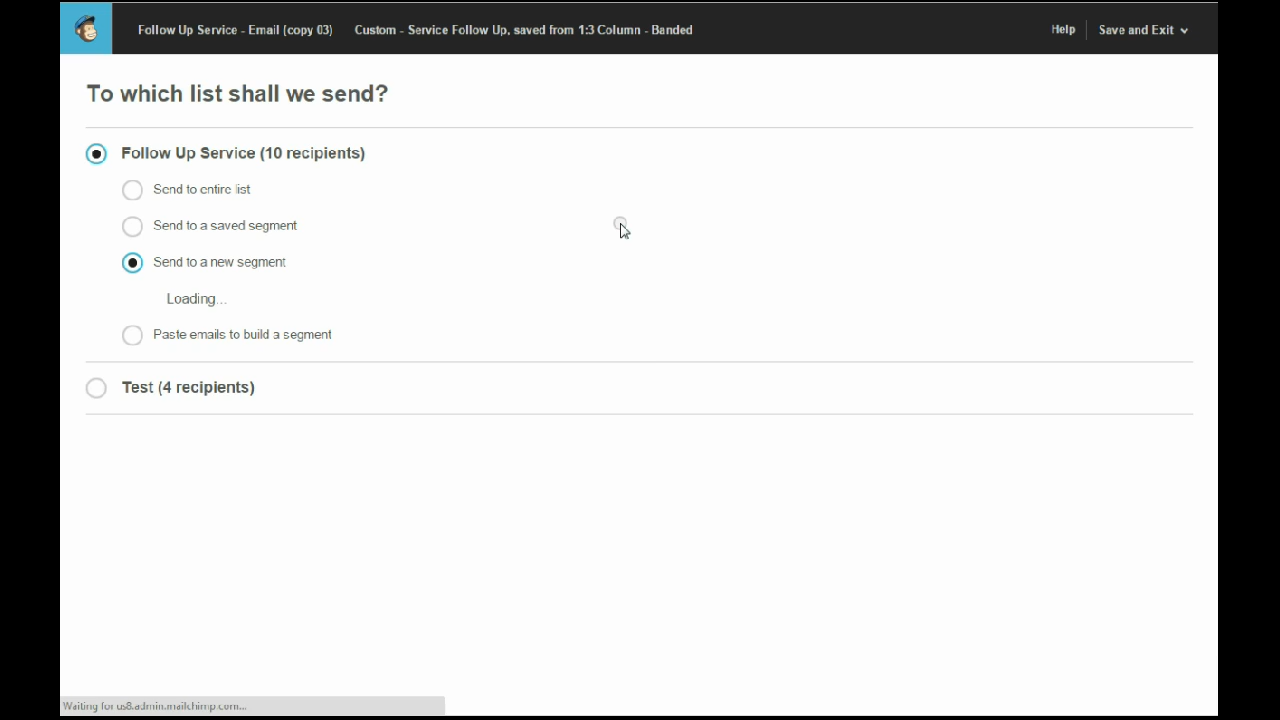 Follow Up Service - Email (copy 03) Custom - Service Follow Up, saved from 1:3 Column - Banded Help Save and Exit
To which list shall we send?
Follow Up Service (10 recipients)
Send to entire list
Send to a saved segment
Send to a new segment
Loading...
Paste emails to build a segment
Test (4 recipients)
Waiting for us8.admin.mailchimp.com...